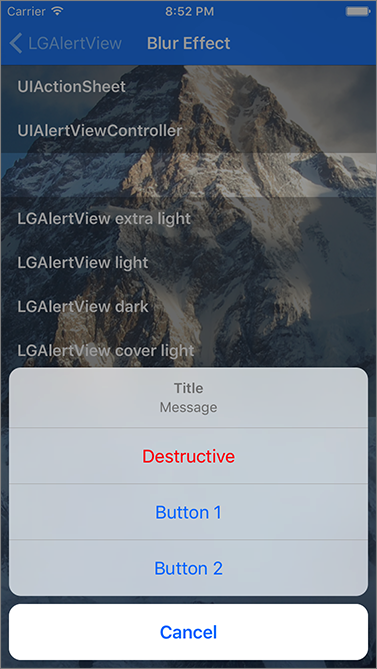 Carrier 8:52 PM
LGAlertView Blur Effect
UIActionSheet
UIAlertViewController
LGAlertView extra light
LGAlertView light
LGAlertView dark
LGAlertView cover light
Title
Message
Destructive
Button 1
Button 2
Cancel